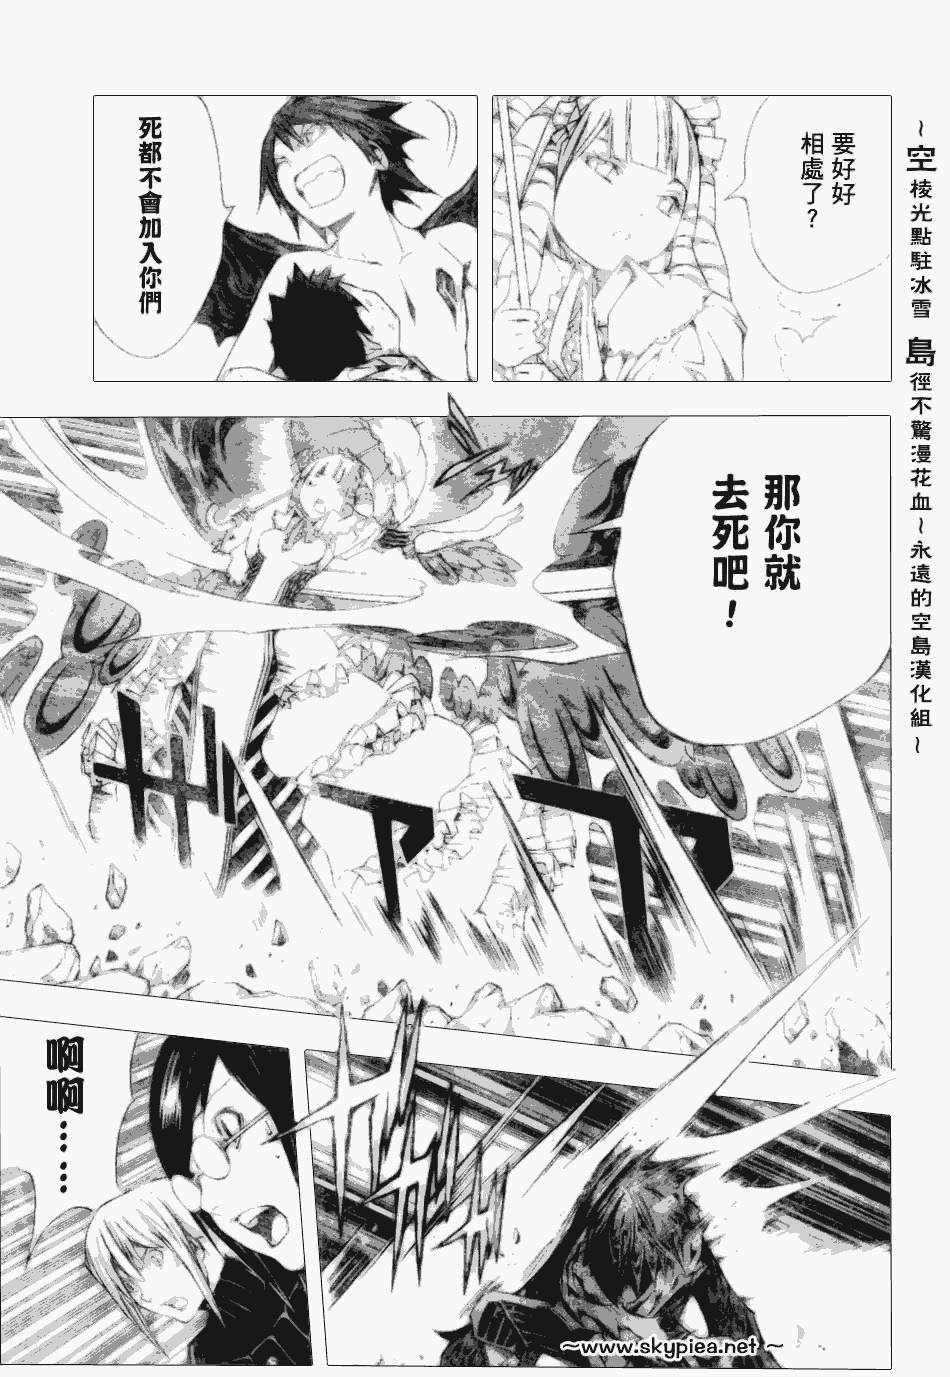 要好好
相處了?
死都不會加入你們
那你就
去死吧!
啊啊……
~空棱光點駐冰雪 島徑不驚漫花血~永遠的空島漢化組~
~www.skypiea.net ~